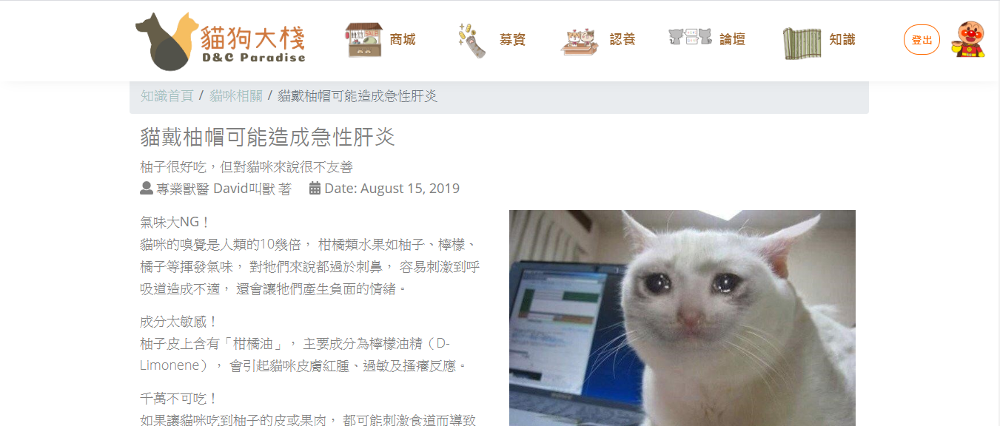 貓狗大棧
D&C Paradise
商城
募資
認養
論壇
知識
登出
知識首頁 / 貓咪相關 / 貓戴柚帽可能造成急性肝炎
貓戴柚帽可能造成急性肝炎
柚子很好吃，但對貓咪來說很不友善
專業獸醫 David叫獸 著 Date: August 15, 2019
氣味大NG！
貓咪的嗅覺是人類的10幾倍， 柑橘類水果如柚子、檸檬、
橘子等揮發氣味， 對牠們來說都過於刺鼻， 容易刺激到呼
吸道造成不適， 還會讓牠們產生負面的情緒。
成分太敏感！
柚子皮上含有「柑橘油」， 主要成分為檸檬油精（D-
Limonene）， 會引起貓咪皮膚紅腫、過敏及搔癢反應。
千萬不可吃！
如果讓貓咪吃到柚子的皮或果肉， 都可能刺激食道而導致